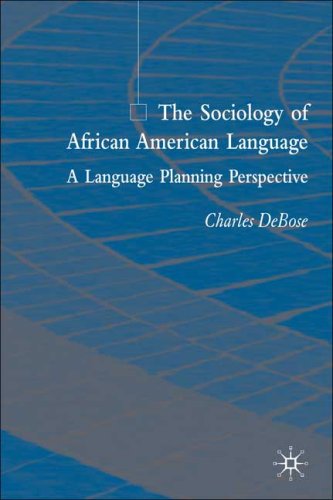 The Sociology of
African American Language
A Language Planning Perspective
Charles DeBose